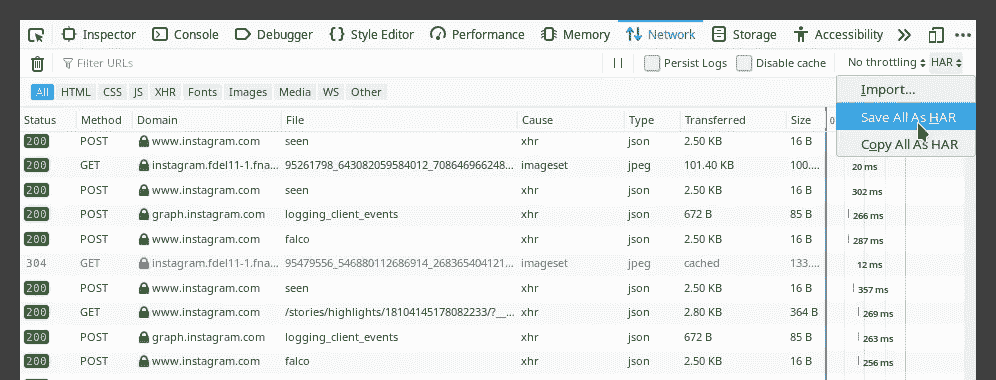 Inspector Console Debugger Style Editor Performance Memory Network Storage Accessibility
Filter URLs Persist Logs Disable cache No throttling HAR
All HTML CSS JS XHR Fonts Images Media WS Other
Import...
Save All As HAR
Copy All As HAR
Status Method Domain File Cause Type Transferred Size 0
200 POST www.instagram.com seen xhr json 2.50 KB 16 B
200 GET instagram.fdel11-1.fna... 95261798_643082059584012_708646966248... imageset jpeg 101.40 KB 100.... 20 ms
200 POST www.instagram.com seen xhr json 2.50 KB 16 B 302 ms
200 POST graph.instagram.com logging_client_events xhr json 672 B 85 B 266 ms
200 POST www.instagram.com falco xhr json 2.50 KB 16 B 287 ms
304 GET instagram.fdel11-1.fna... 95479556_546880112686914_268365404121... imageset jpeg cached 133.... 12 ms
200 POST www.instagram.com seen xhr json 2.50 KB 16 B 357 ms
200 GET www.instagram.com /stories/highlights/18104145178082233/?__... xhr json 2.80 KB 364 B 269 ms
200 POST graph.instagram.com logging_client_events xhr json 672 B 85 B 263 ms
200 POST www.instagram.com falco xhr json 2.50 KB 16 B 256 ms